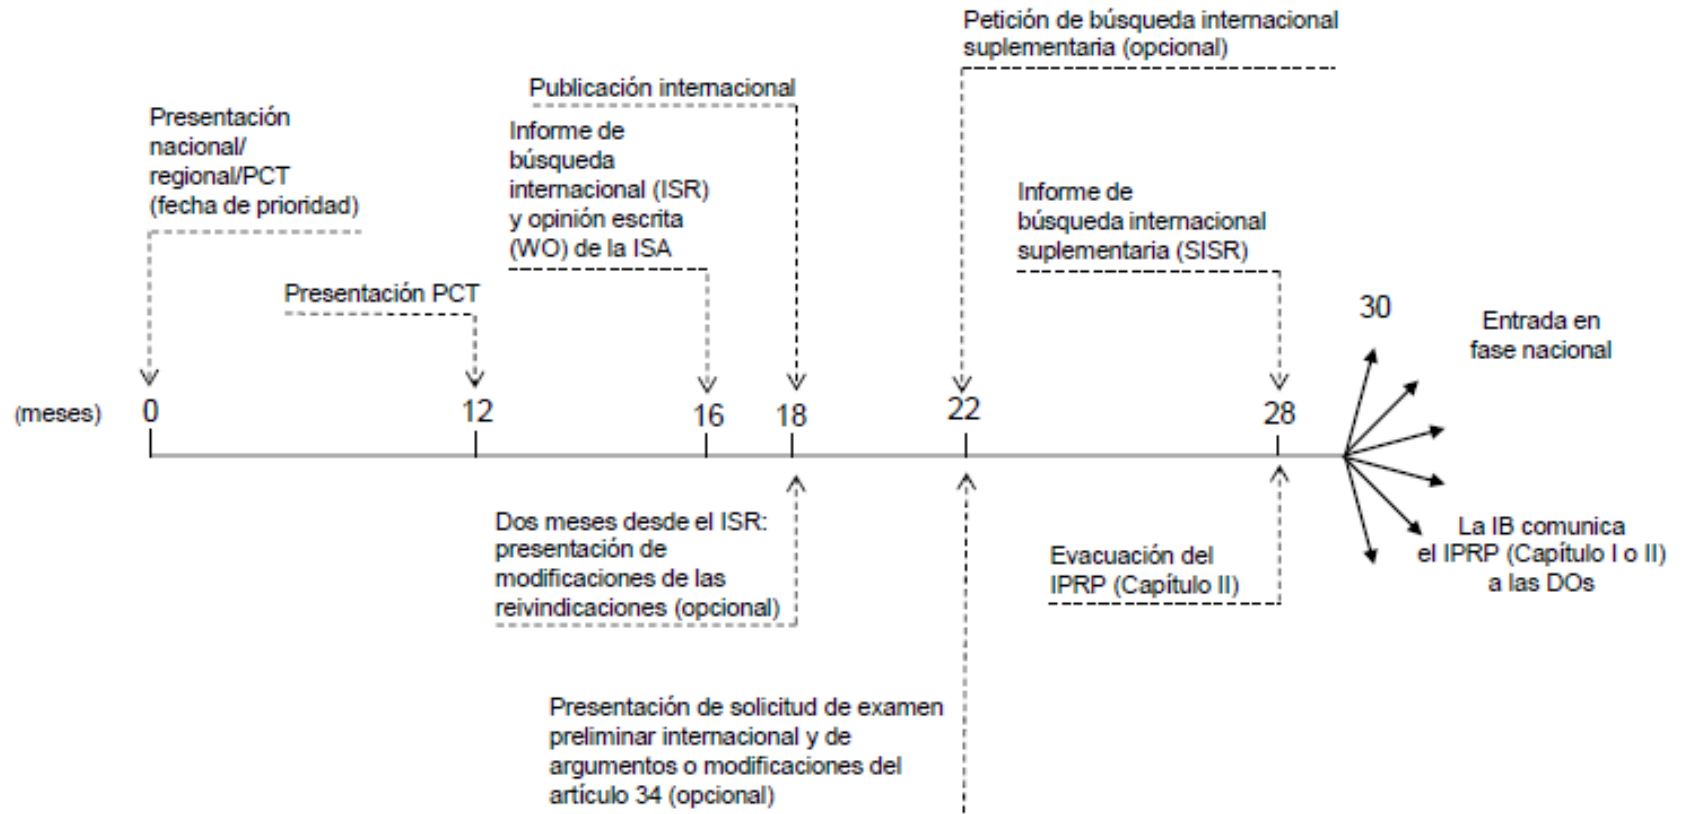 Petición de búsqueda internacional
suplementaria (opcional)
Publicación internacional
Presentación
nacional/
regional/PCT
(fecha de prioridad)
Informe de
búsqueda
internacional (ISR)
y opinión escrita
(WO) de la ISA
Informe de
búsqueda internacional
suplementaria (SISR)
Presentación PCT
30
Entrada en
fase nacional
(meses) 0 12 16 18 22 28
Dos meses desde el ISR:
presentación de
modificaciones de las
reivindicaciones (opcional)
Evacuación del
IPRP (Capítulo II)
La IB comunica
el IPRP (Capítulo I o II)
a las DOs
Presentación de solicitud de examen
preliminar internacional y de
argumentos o modificaciones del
artículo 34 (opcional)